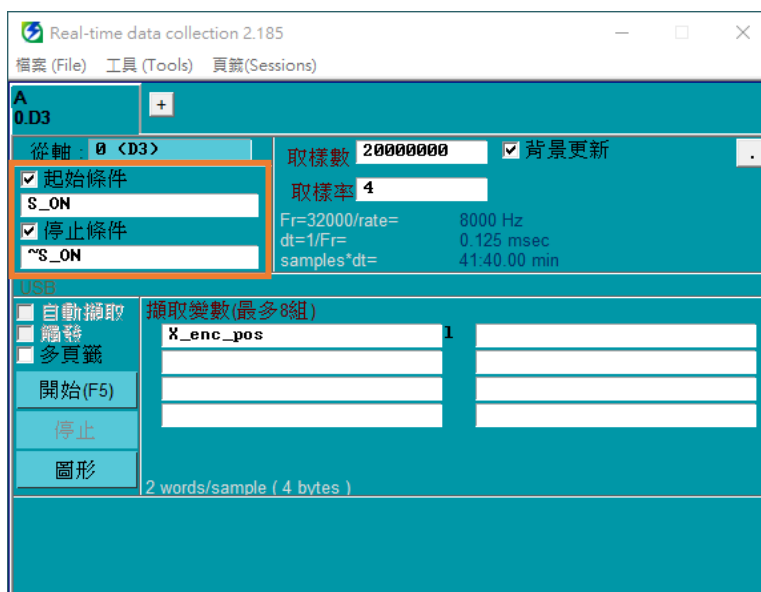 Real-time data collection 2.185
檔案 (File) 工具 (Tools) 頁籤(Sessions)
A
0.D3
+
從軸: 0 <D3>
取樣數 20000000
背景更新
.
起始條件
S_ON
取樣率 4
停止條件
~S_ON
Fr=32000/rate= 8000 Hz
dt=1/Fr= 0.125 msec
samples*dt= 41:40.00 min
USB
自動擷取
觸發
多頁籤
擷取變數(最多8組)
X_enc_pos 1
開始(F5)
停止
圖形
2 words/sample ( 4 bytes )